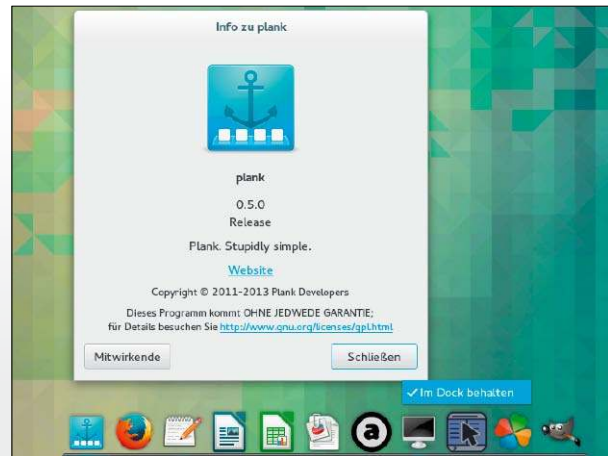 Info zu plank
plank
0.5.0
Release
Plank. Stupidly simple.
Website
Copyright © 2011-2013 Plank Developers
Dieses Programm kommt OHNE JEDWEDE GARANTIE;
für Details besuchen Sie http://www.gnu.org/licenses/gpl.html
Mitwirkende
Schließen
✓Im Dock behalten
a